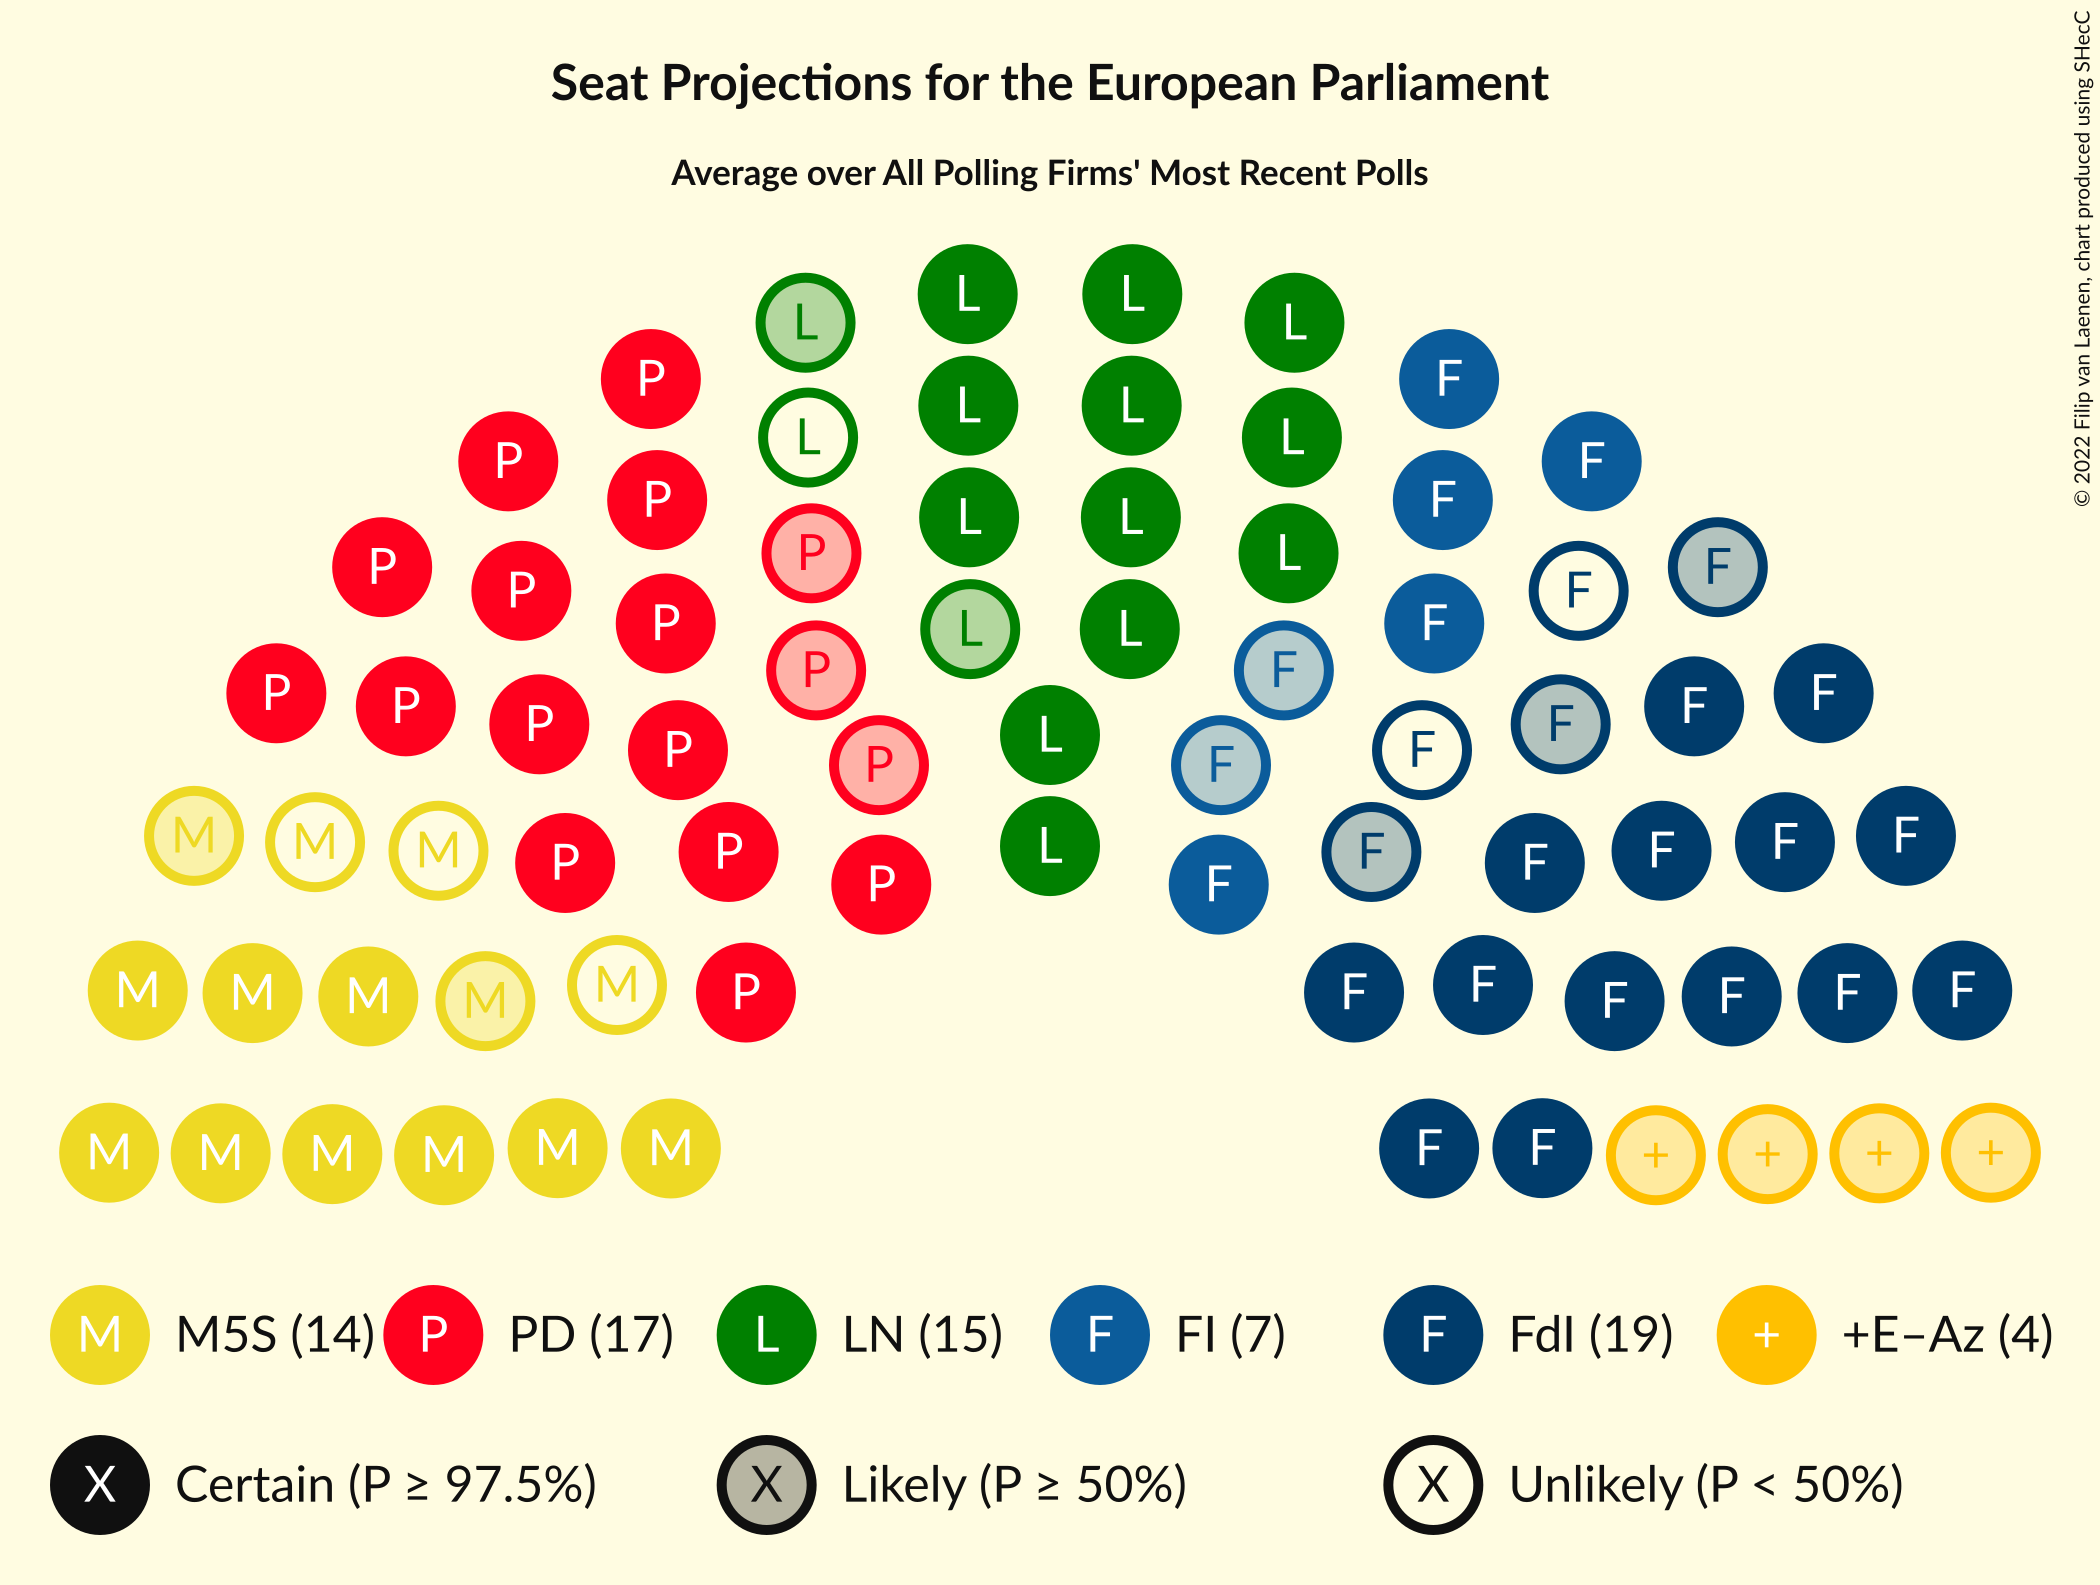 Seat Projections for the European Parliament
Average over All Polling Firms' Most Recent Polls
© 2022 Filip van Laenen, chart produced using SHecC
L L
L L
P F
L L
L L
P F
P F
L L
P P F F
P F
P F F
L L
P F
P F
P P F F
P P F F
P L F
P F
M F
M M P P L F F F F F
P F
M M M M M P F F F F F F
M M M M M M F F + + + +
M M5S (14) P PD (17) L LN (15) F FI (7) F FdI (19) + +E–Az (4)
X Certain (P ≥ 97.5%) X Likely (P ≥ 50%) X Unlikely (P < 50%)